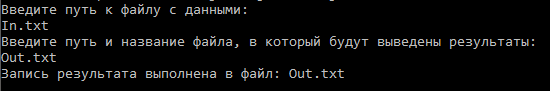 Введите путь к файлу с данными:
In.txt
Введите путь и название файла, в который будут выведены результаты:
Out.txt
Запись результата выполнена в файл: Out.txt